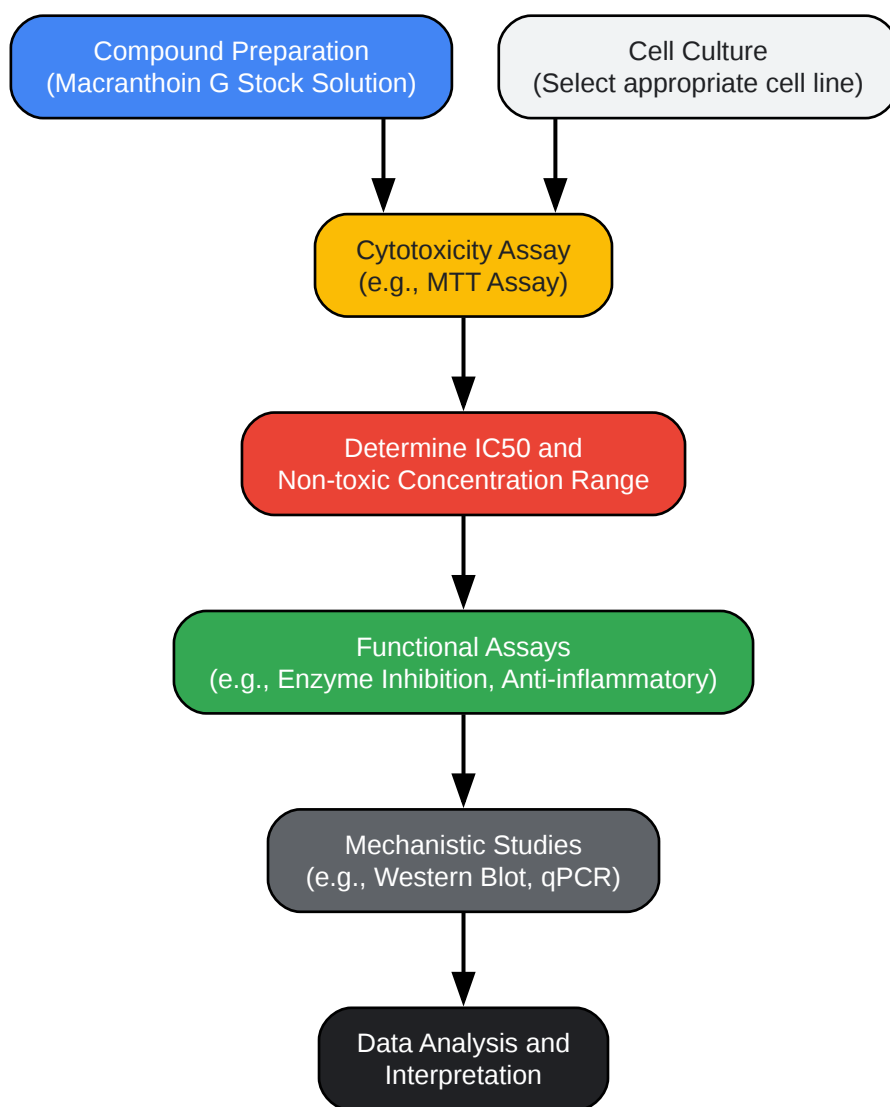 Compound Preparation
(Macranthoin G Stock Solution)
Cell Culture
(Select appropriate cell line)
Cytotoxicity Assay
(e.g., MTT Assay)
Determine IC50 and
Non-toxic Concentration Range
Functional Assays
(e.g., Enzyme Inhibition, Anti-inflammatory)
Mechanistic Studies
(e.g., Western Blot, qPCR)
Data Analysis and
Interpretation